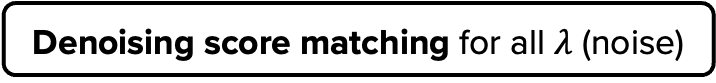 Denoising score matching for all λ (noise)